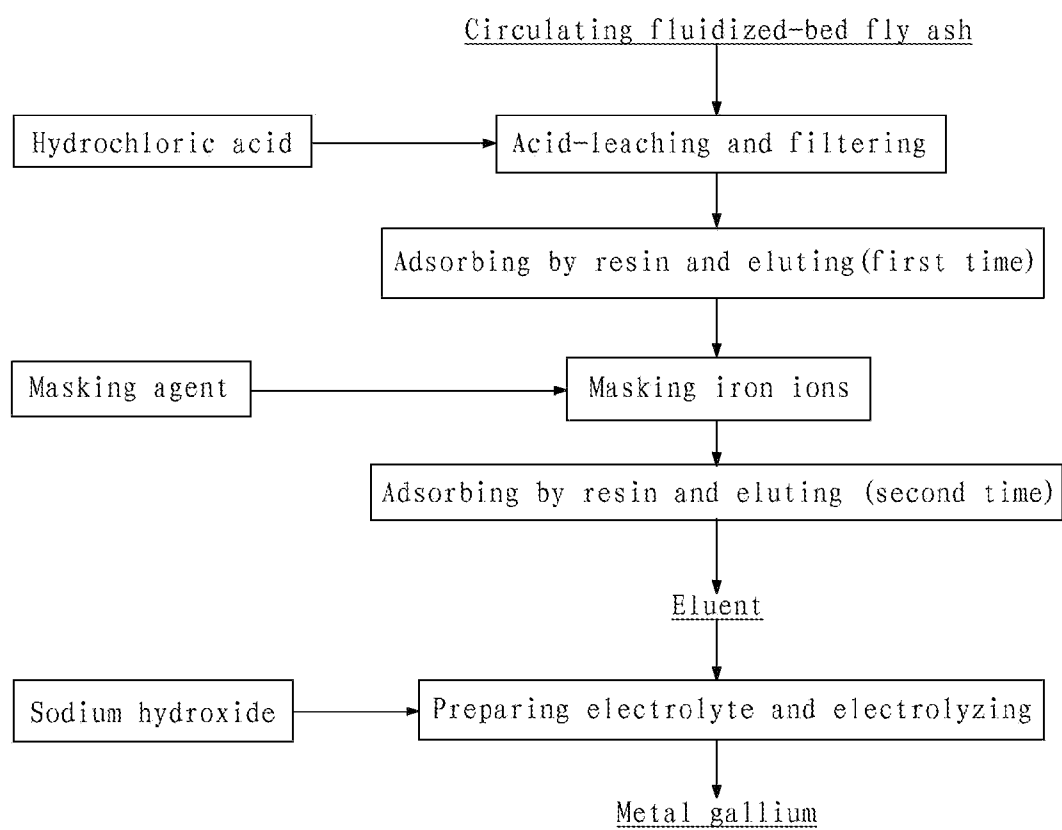 Circulating fluidized-bed fly ash
Hydrochloric acid
Acid-leaching and filtering
Adsorbing by resin and eluting(first time)
Masking agent
Masking iron ions
Adsorbing by resin and eluting (second time)
Eluent
Sodium hydroxide
Preparing electrolyte and electrolyzing
Metal gallium